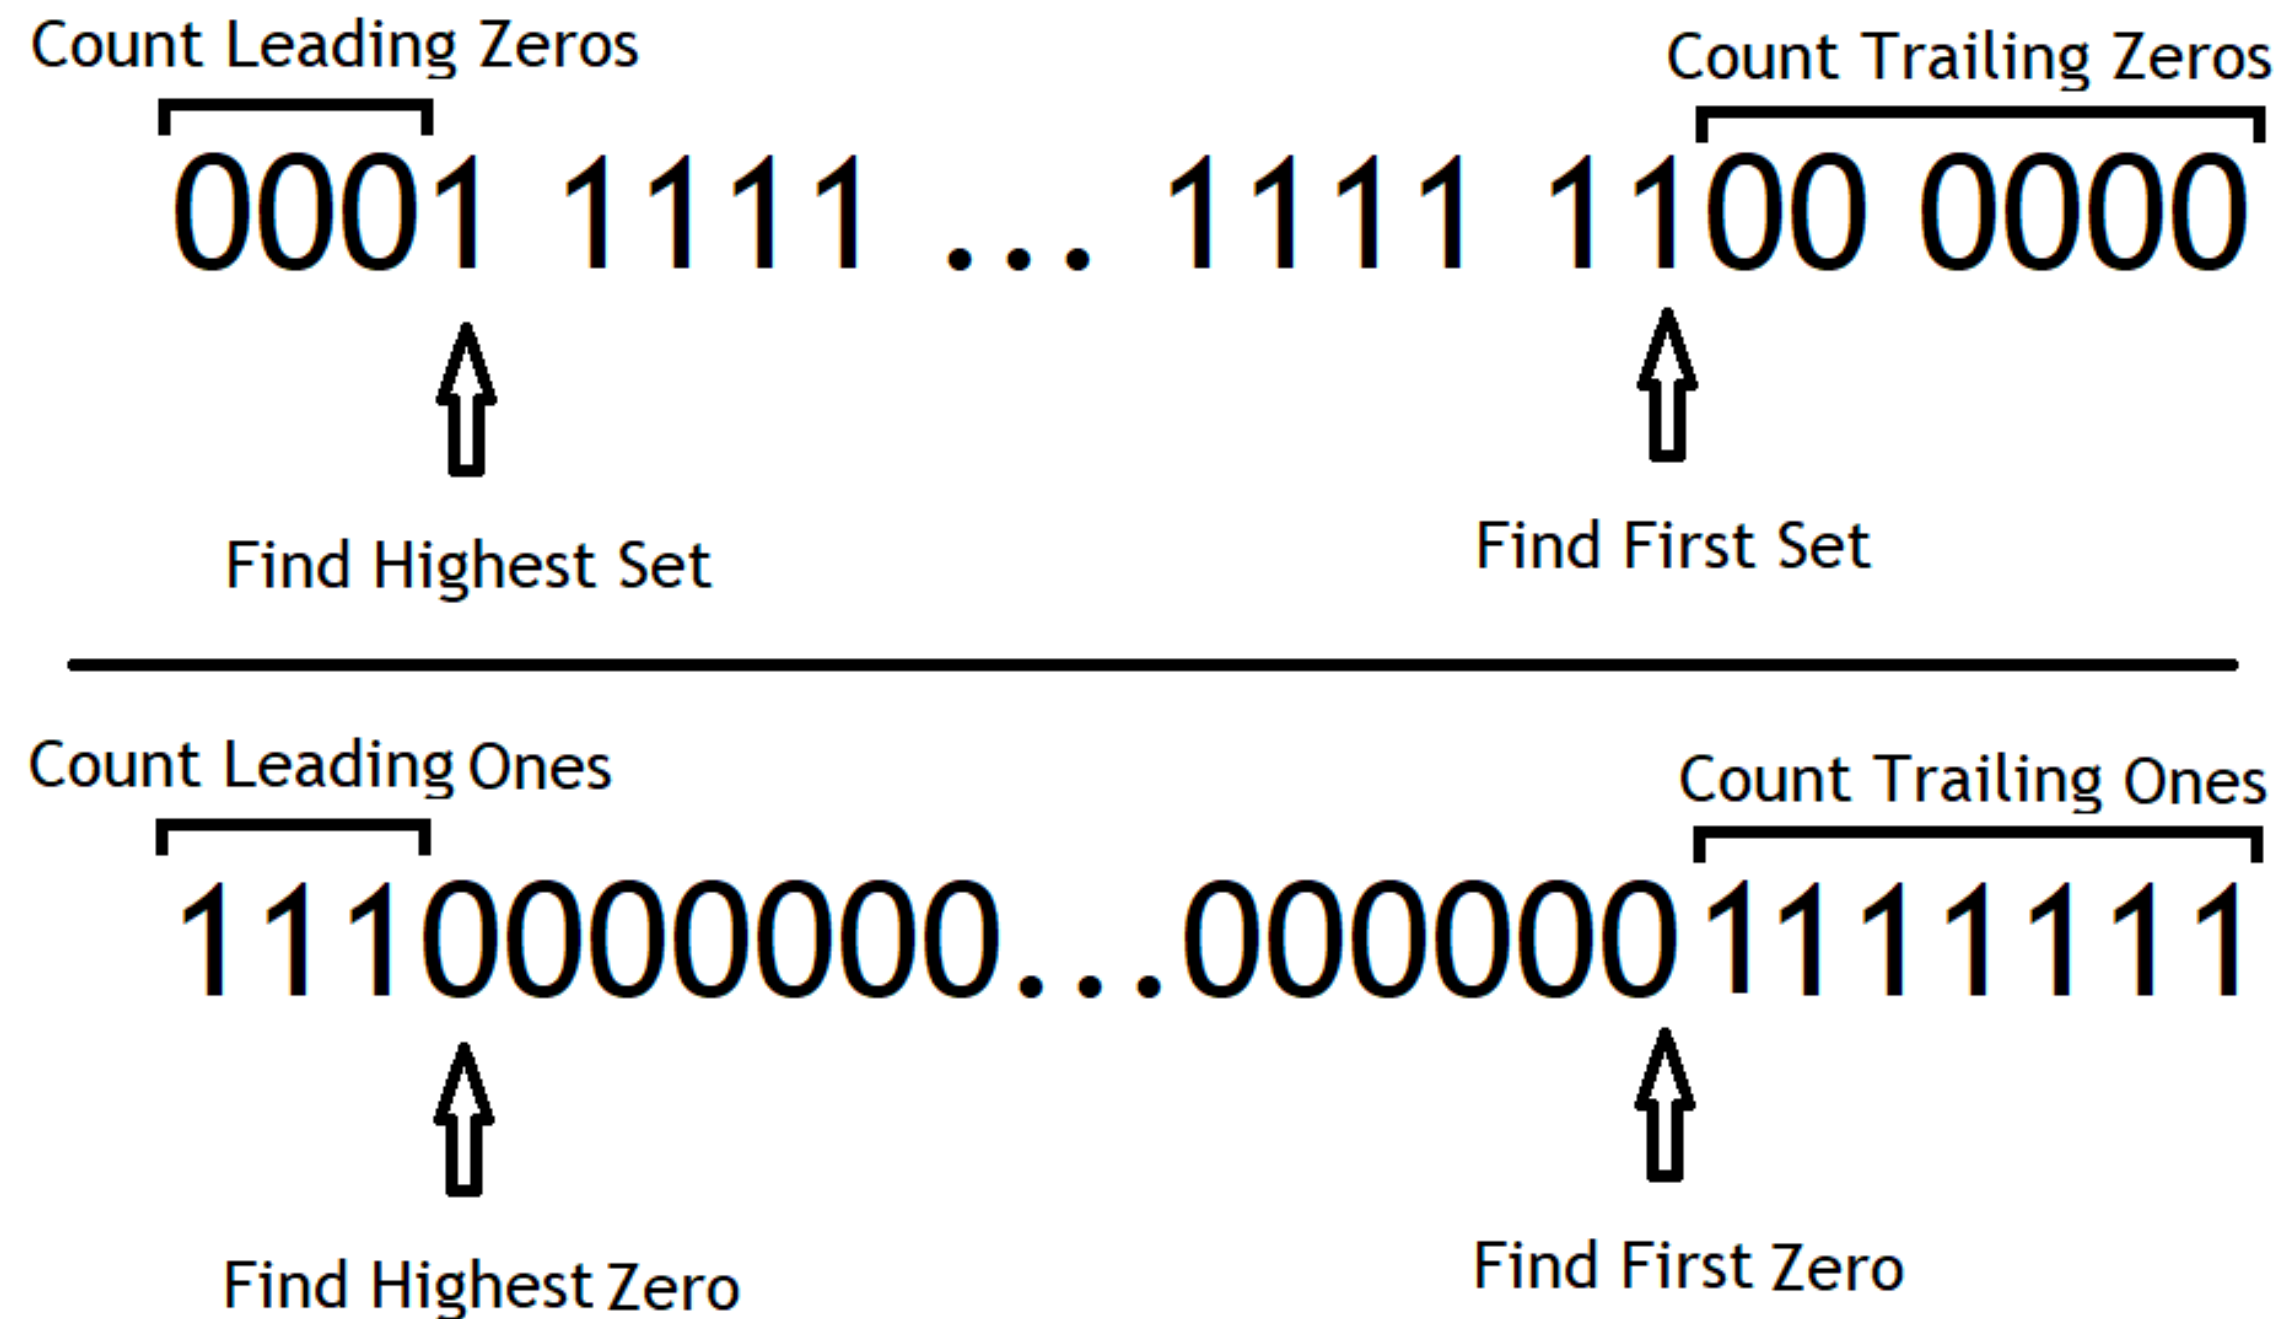 Count Leading Zeros Count Trailing Zeros
0001 1111 ... 1111 1100 0000
Find Highest Set Find First Set
Count Leading Ones Count Trailing Ones
1110000000...0000001111111
Find Highest Zero Find First Zero